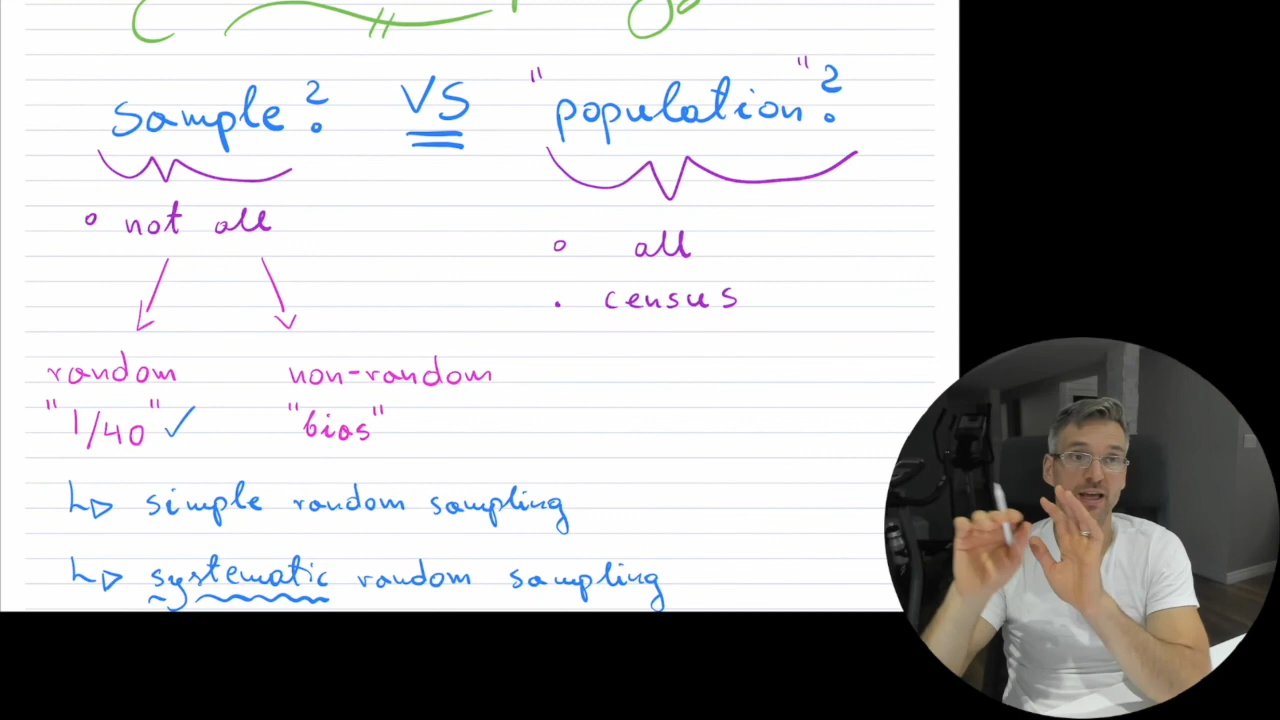 sample? VS "population"?
• not all
• all
• census
random non-random
"1/40" ✓ "bias"
↳ simple random sampling
↳ systematic random sampling